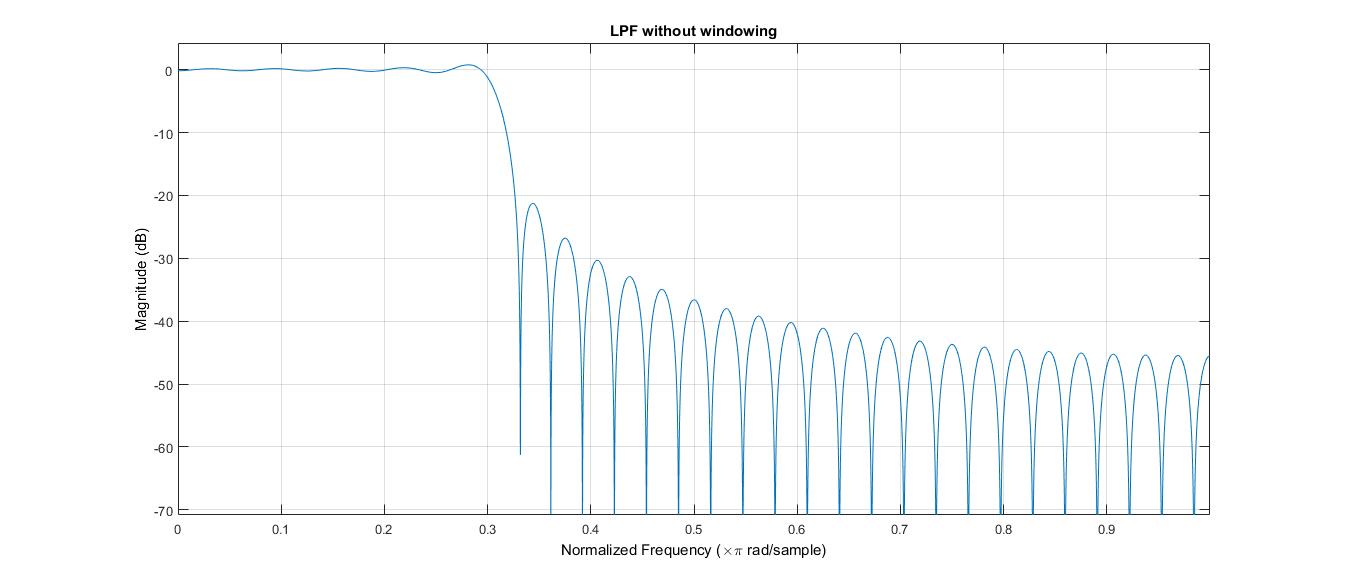 LPF without windowing
0
-10
-20
-30
-40
-50
-60
-70
Magnitude (dB)
0 0.1 0.2 0.3 0.4 0.5 0.6 0.7 0.8 0.9
Normalized Frequency (×π rad/sample)